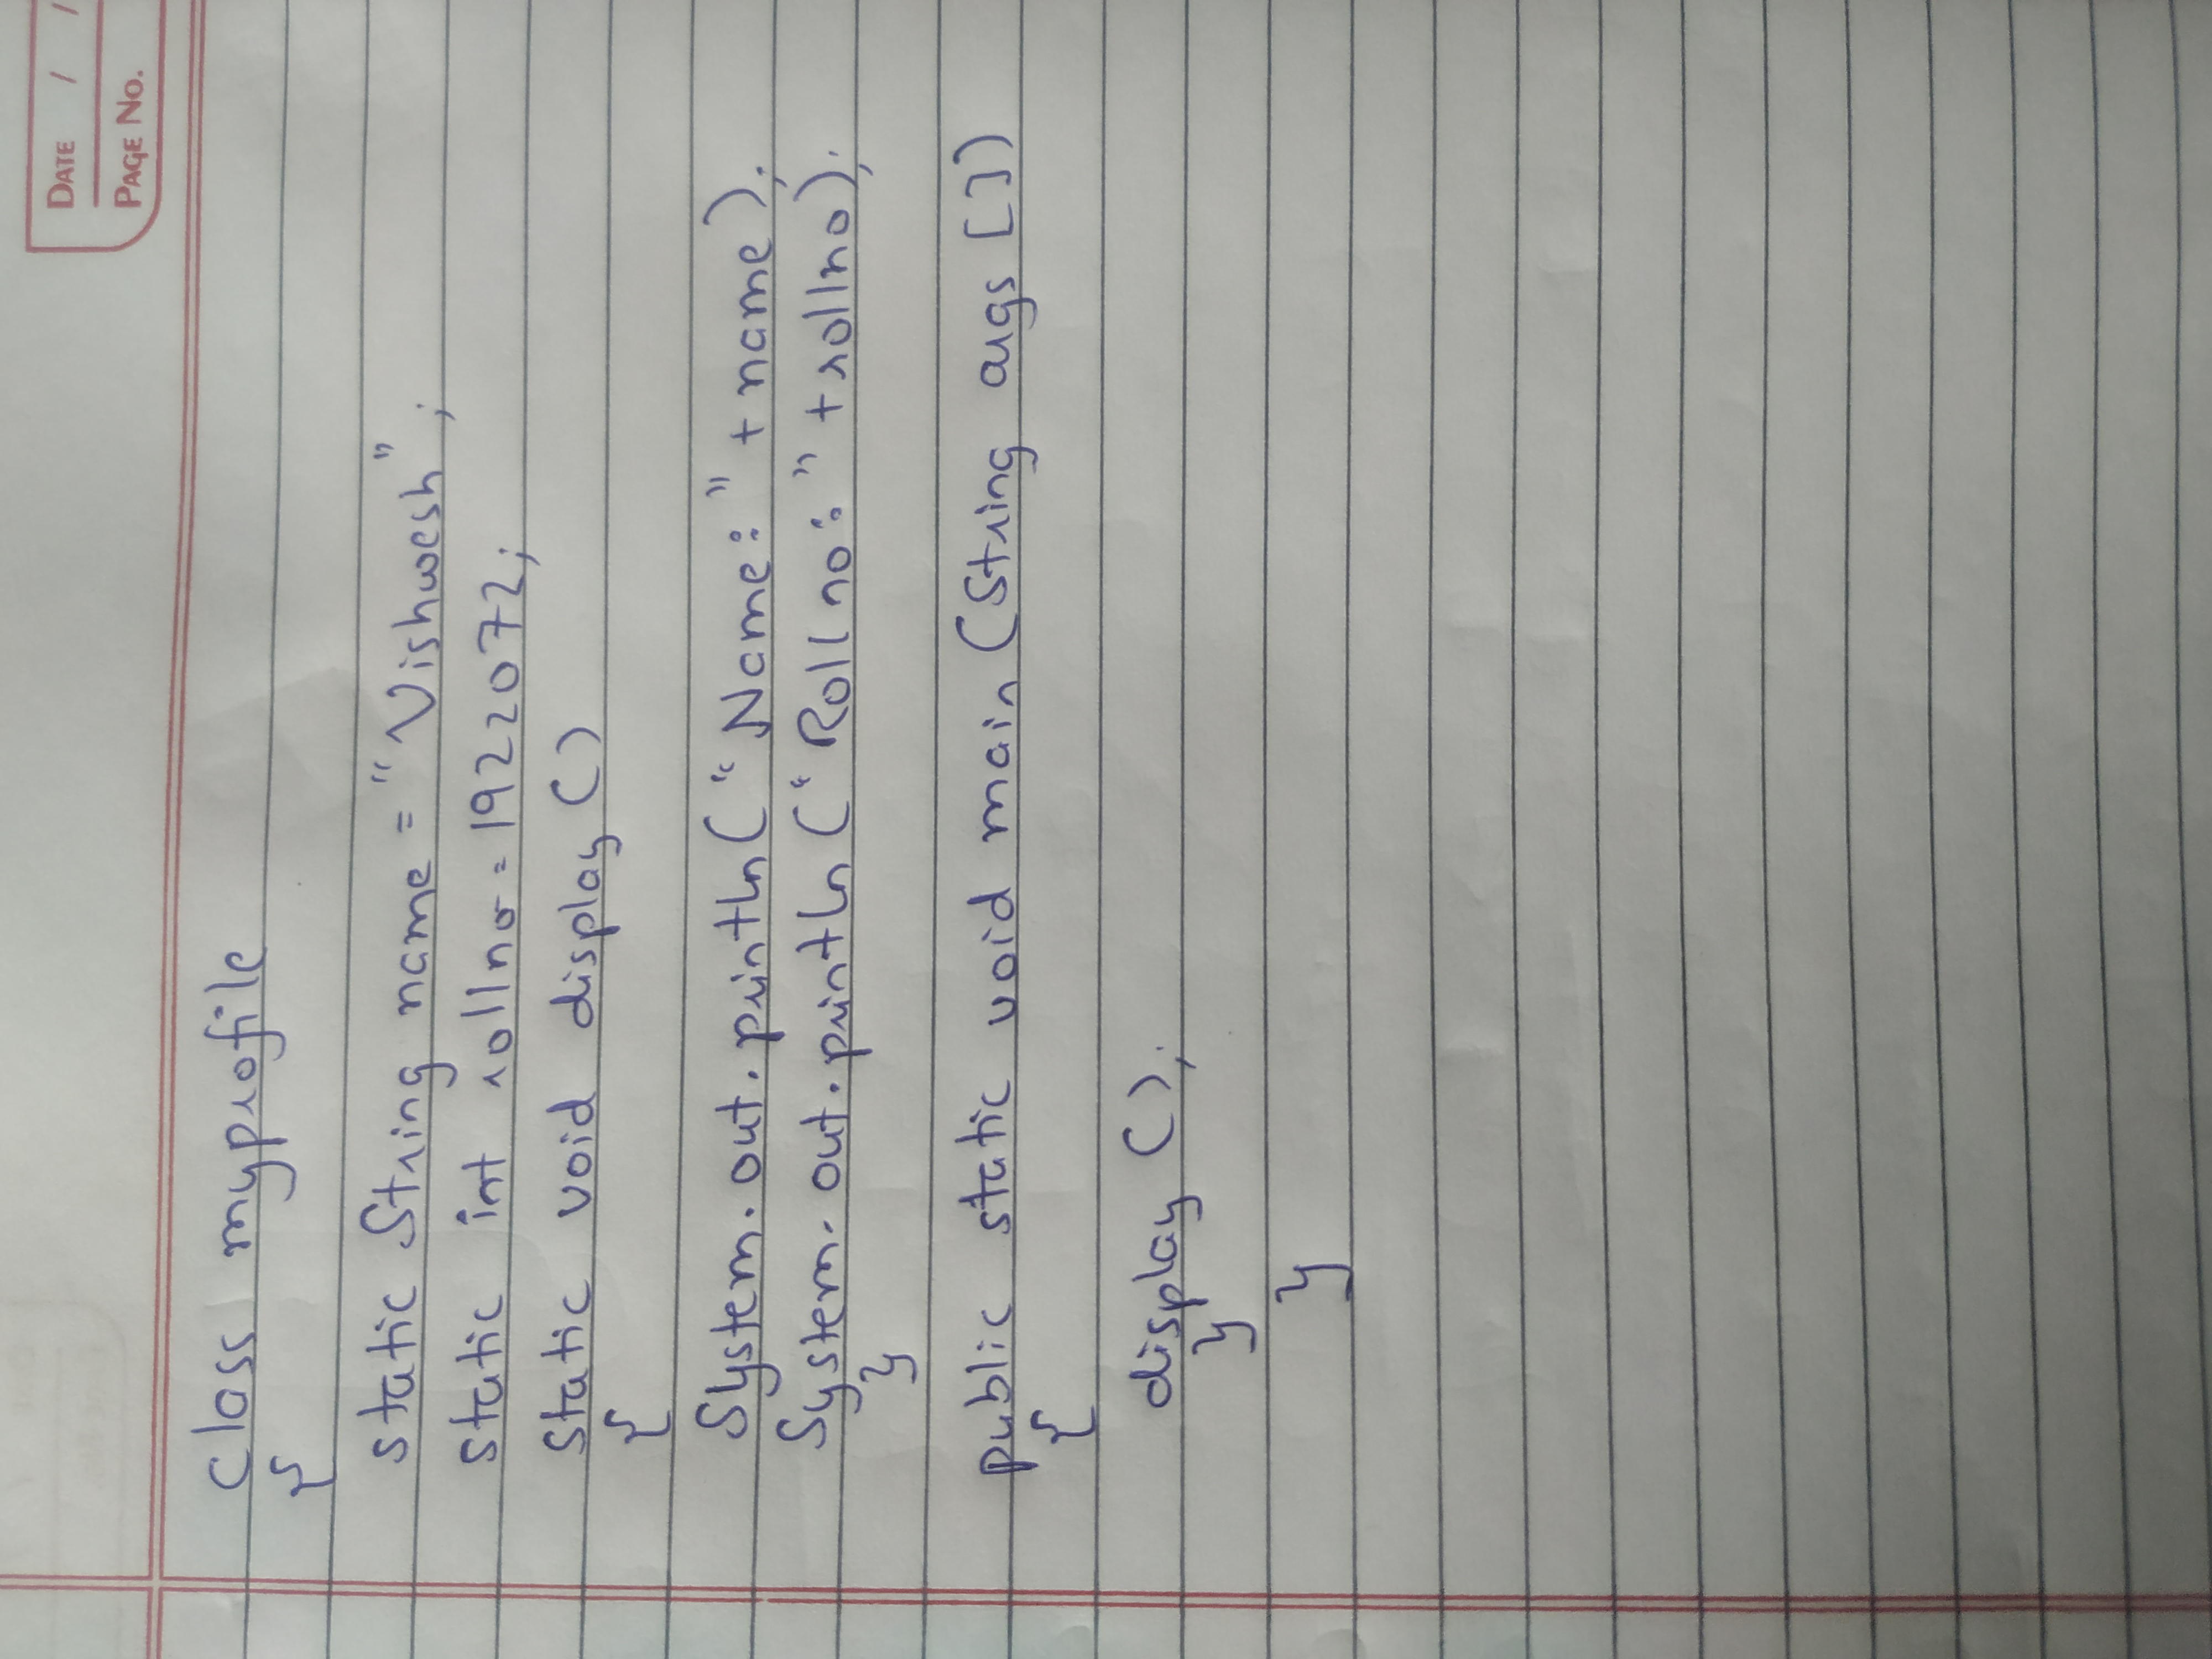 DATE / /
PAGE NO.
class myprofile
{
static String name = "Vishwesh";
static int rollno = 1922072;
static void display ()
{
System.out.println("Name: " + name);
System.out.println ("Roll no: " + rollno);
}
public static void main (String args [])
{
display ();
}
}